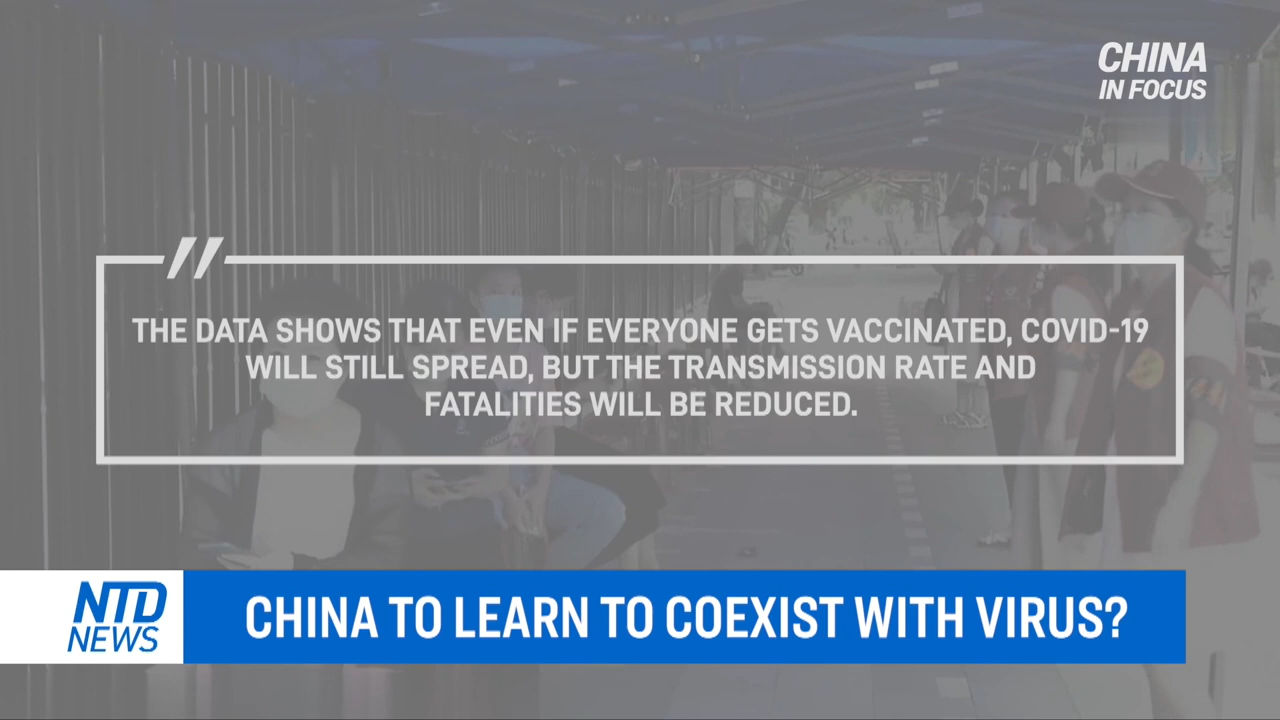 CHINA
IN FOCUS
"
THE DATA SHOWS THAT EVEN IF EVERYONE GETS VACCINATED, COVID-19
WILL STILL SPREAD, BUT THE TRANSMISSION RATE AND
FATALITIES WILL BE REDUCED.
NTD
NEWS
CHINA TO LEARN TO COEXIST WITH VIRUS?